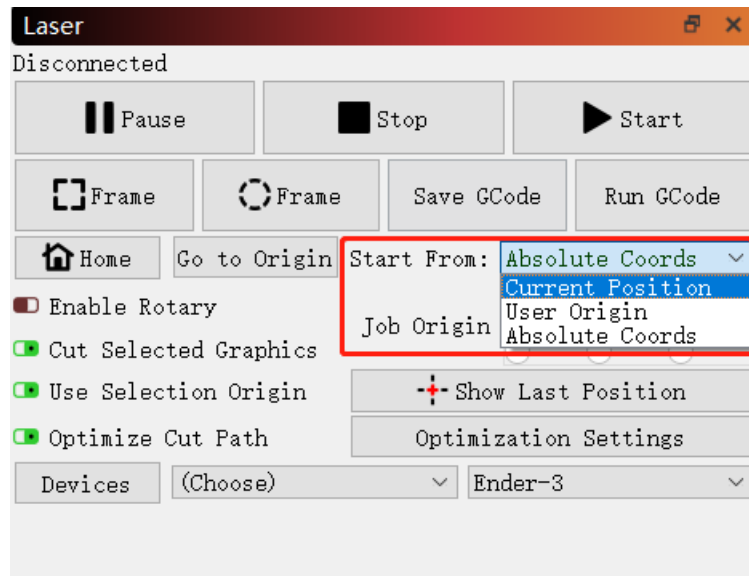 Laser
Disconnected
Pause Stop Start
Frame Frame Save GCode Run GCode
Home Go to Origin Start From: Absolute Coords
Current Position
Enable Rotary User Origin
Job Origin Absolute Coords
Cut Selected Graphics
Use Selection Origin Show Last Position
Optimize Cut Path Optimization Settings
Devices (Choose) Ender-3